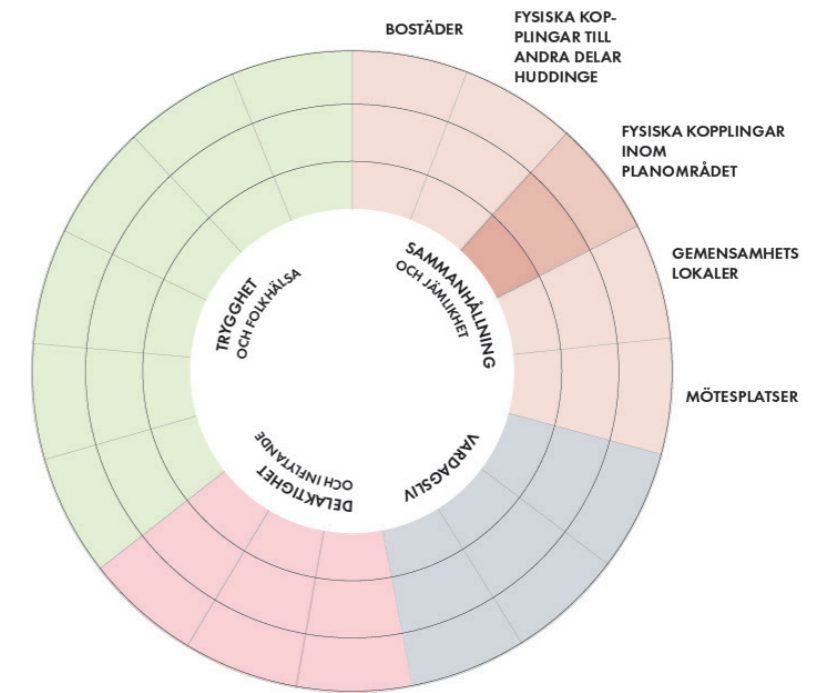 BOSTÄDER
FYSISKA KOP-
PLINGAR TILL
ANDRA DELAR
HUDDINGE
FYSISKA KOPPLINGAR
INOM
PLANOMRÅDET
GEMENSAMHETS
LOKALER
MÖTESPLATSER
SAMMANHÅLLNING
OCH JÄMLIKHET
VARDAGSLIV
DELAKTIGHET
OCH INFLYTANDE
TRYGGHET
OCH FOLKHÄLSA